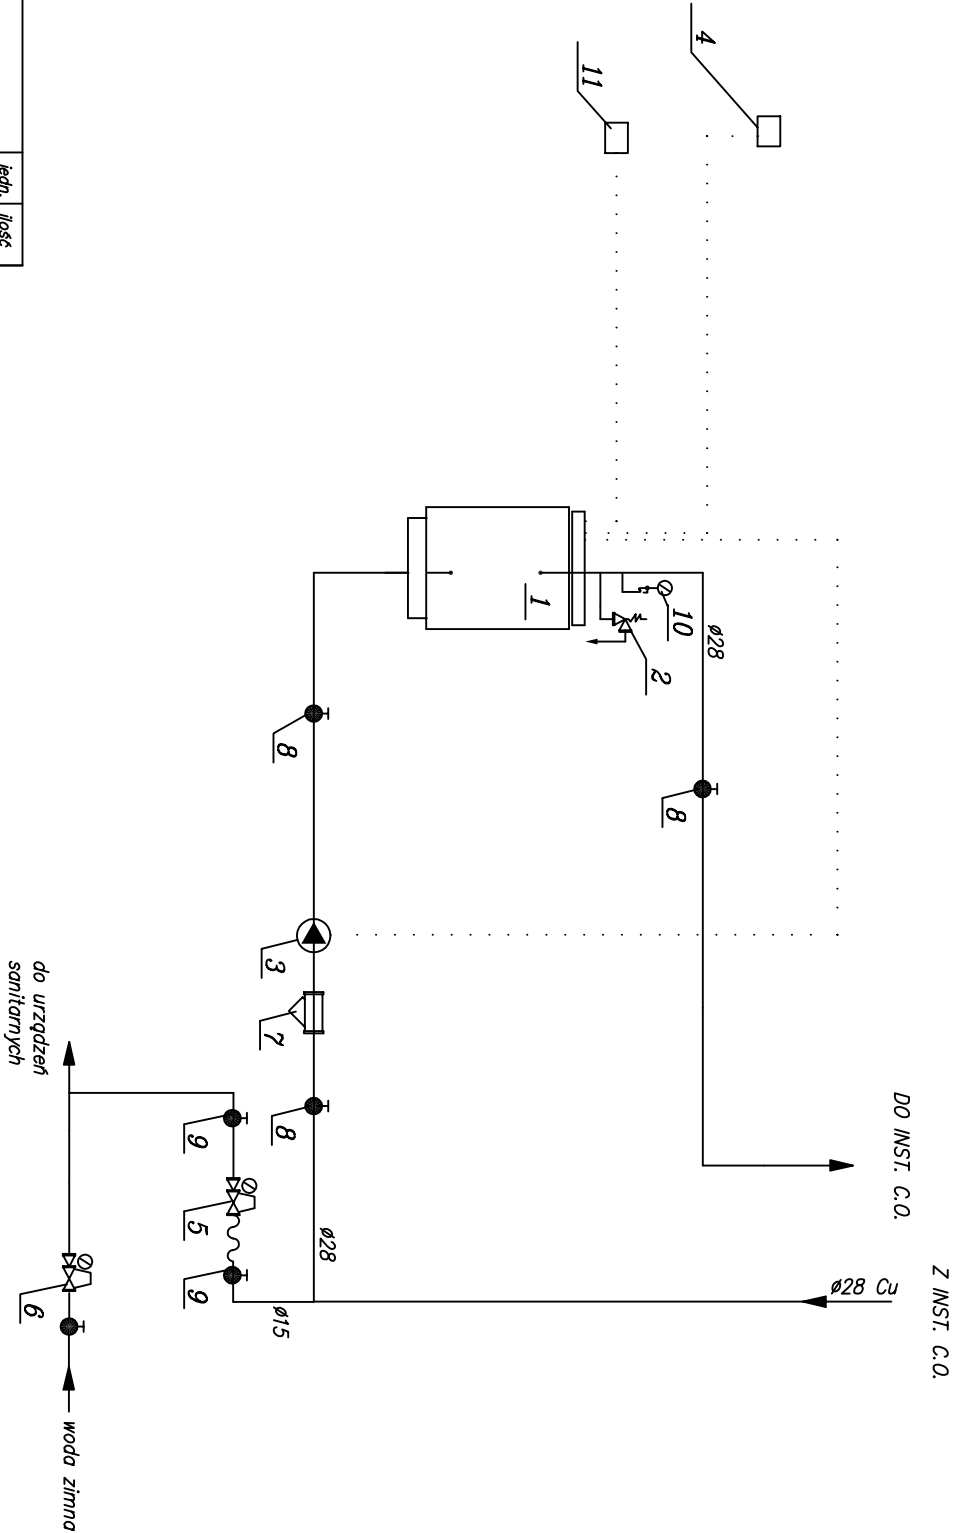 4
11
jedn.
ilość
1
10
2
ø28
8
8
3
7
8
9
5
9
6
ø28
ø15
ø28 Cu
DO INST. C.O.
Z INST. C.O.
do urządzeń
sanitarnych
woda zimna